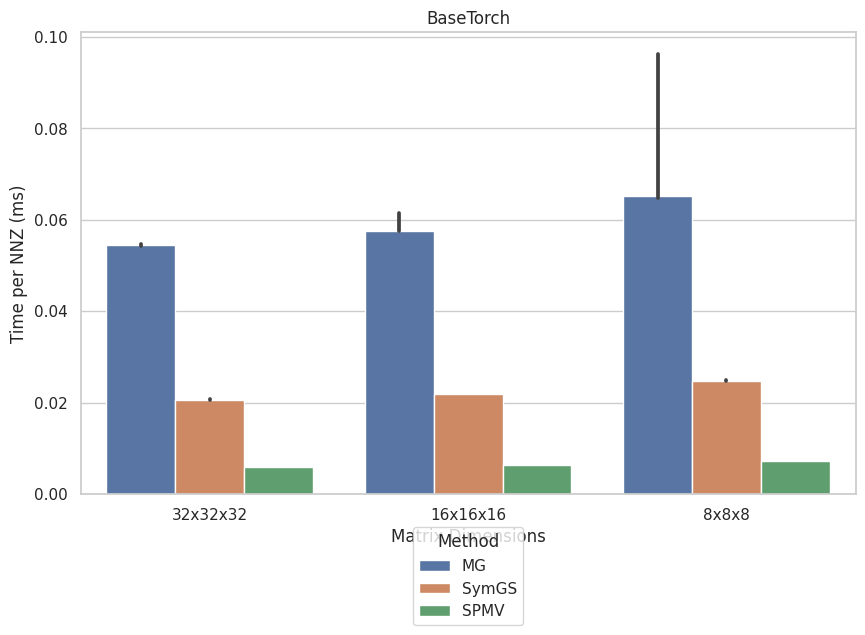 BaseTorch
Time per NNZ (ms)
0.10
0.08
0.06
0.04
0.02
0.00
32x32x32
16x16x16
8x8x8
Matrix Dimensions
Method
MG
SymGS
SPMV